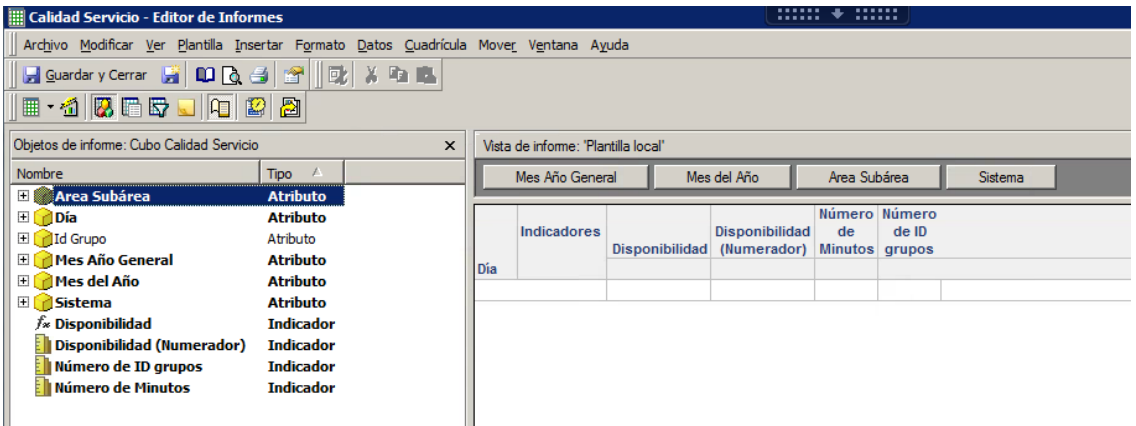 Calidad Servicio - Editor de Informes
Archivo Modificar Ver Plantilla Insertar Formato Datos Cuadrícula Mover Ventana Ayuda
Guardar y Cerrar
Objetos de informe: Cubo Calidad Servicio
Nombre Tipo
Area Subárea Atributo
Día Atributo
Id Grupo Atributo
Mes Año General Atributo
Mes del Año Atributo
Sistema Atributo
fx Disponibilidad Indicador
Disponibilidad (Numerador) Indicador
Número de ID grupos Indicador
Número de Minutos Indicador
Vista de informe: 'Plantilla local'
Mes Año General Mes del Año Area Subárea Sistema
Número Número
Indicadores Disponibilidad de de ID
Disponibilidad (Numerador) Minutos grupos
Día